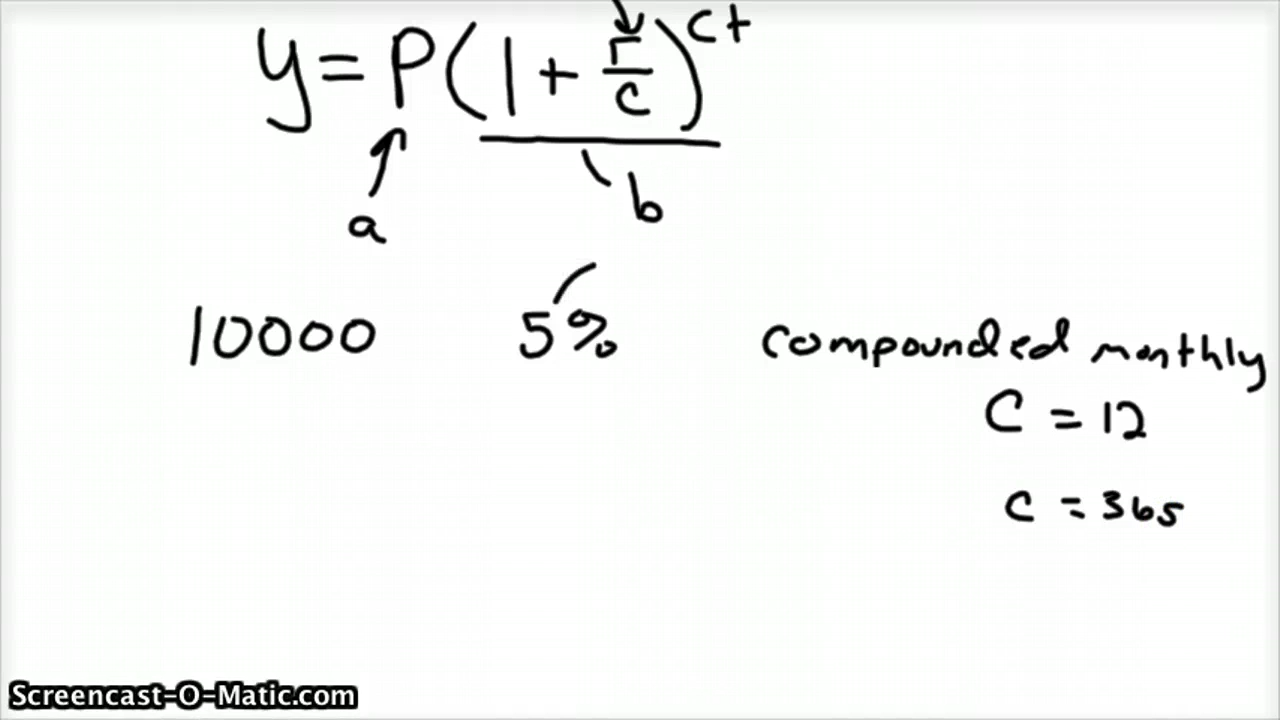 y = P(1 + r/c)^ct
a
b
10000 5% compounded monthly
C = 12
C = 365
Screencast-O-Matic.com